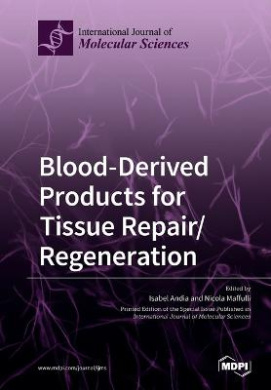 International Journal of
Molecular Sciences
Blood-Derived
Products for
Tissue Repair/
Regeneration
Edited by
Isabel Andia and Nicola Maffulli
Printed Edition of the Special Issue Published in
International Journal of Molecular Sciences
www.mdpi.com/journal/ijms
MDPI